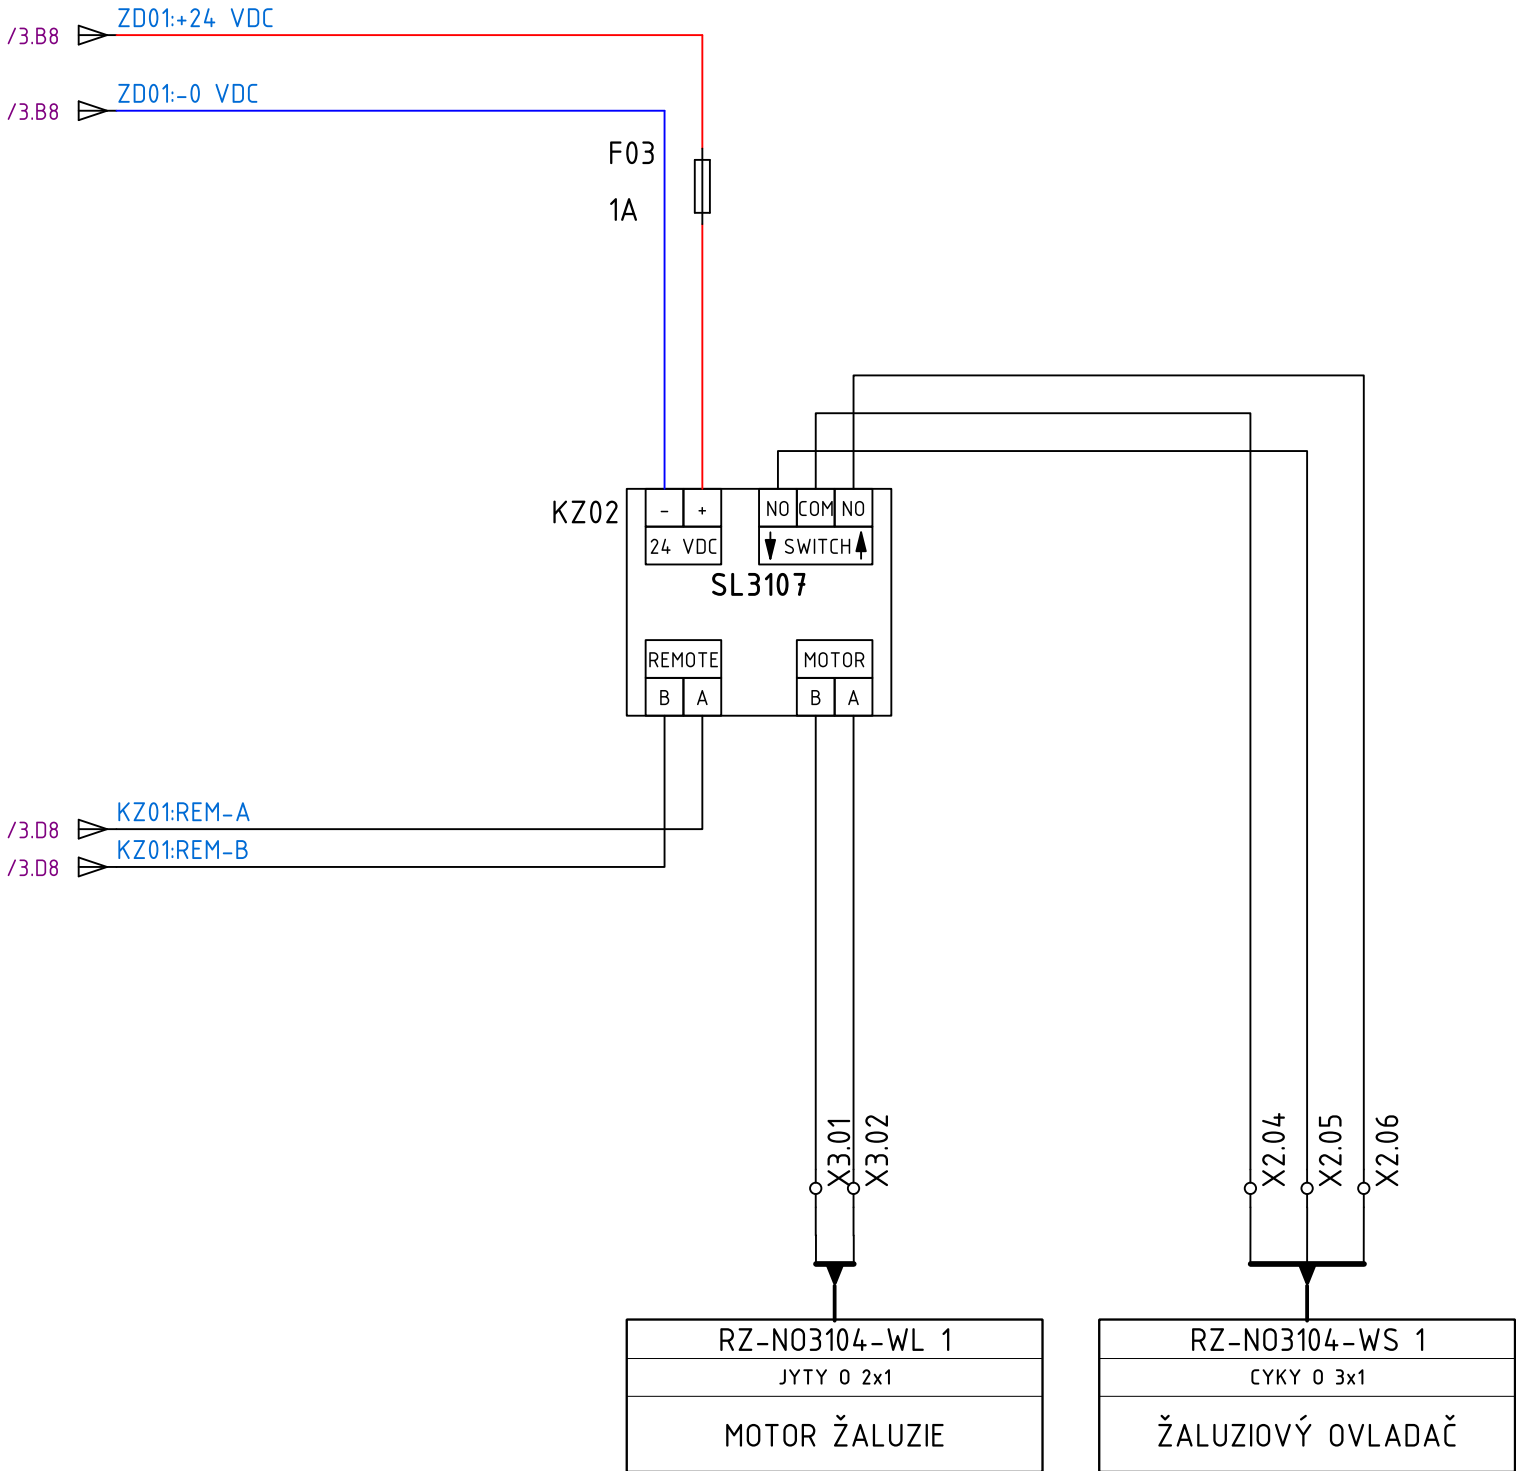 ZD01:+24 VDC
/3.B8
ZD01:-0 VDC
/3.B8
F03
1A
KZ02
- + NO COM NO
24 VDC SWITCH
SL3107
REMOTE MOTOR
B A B A
KZ01:REM-A
/3.D8
KZ01:REM-B
/3.D8
X3.01 X3.02 X2.04 X2.05 X2.06
RZ-NO3104-WL 1
JYTY O 2x1
MOTOR ŽALUZIE
RZ-NO3104-WS 1
CYKY O 3x1
ŽALUZIOVÝ OVLADAČ